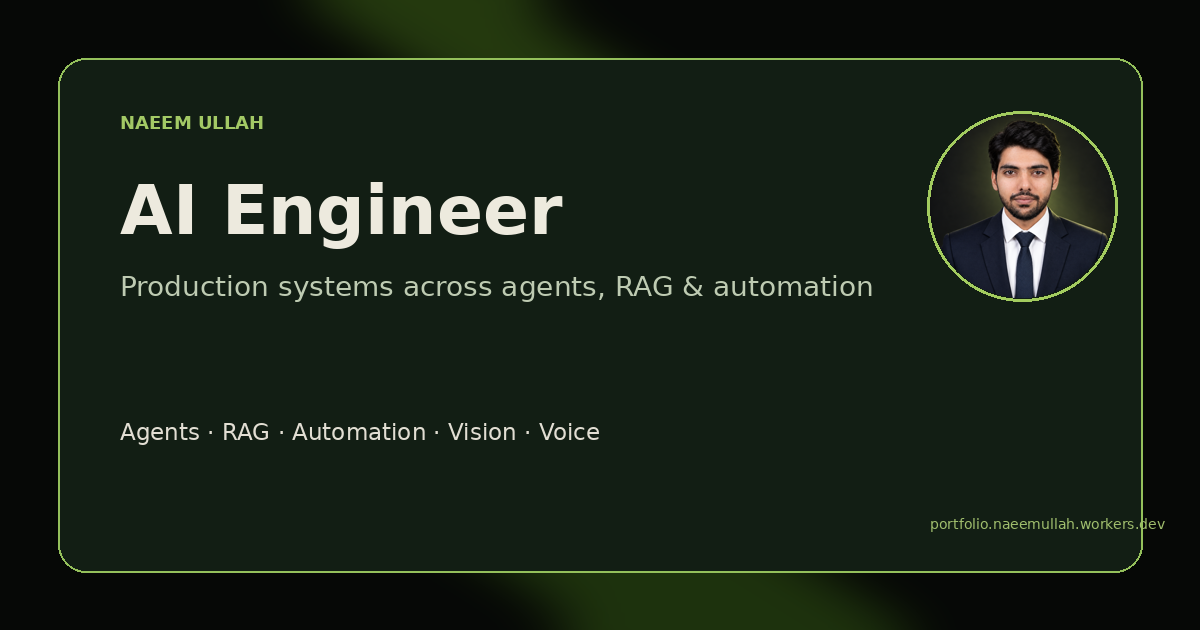 NAEEM ULLAH
AI Engineer
Production systems across agents, RAG & automation
Agents · RAG · Automation · Vision · Voice
portfolio.naeemullah.workers.dev